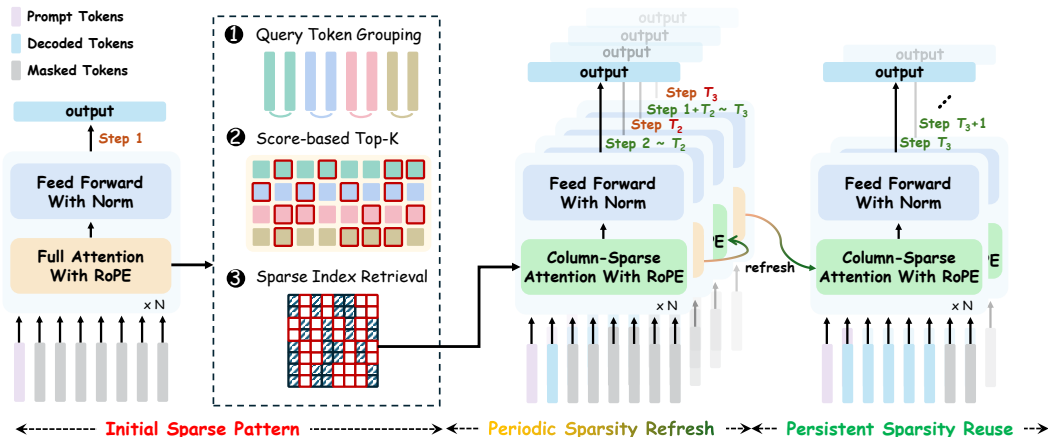 Prompt Tokens
Decoded Tokens
Masked Tokens
output
Step 1
Feed Forward
With Norm
Full Attention
With RoPE
x N
1 Query Token Grouping
2 Score-based Top-K
3 Sparse Index Retrieval
output
output
output
output
Step T3
Step 1+T2 ~ T3
Step T2
Step 2 ~ T2
Feed Forward
With Norm
Column-Sparse
Attention With RoPE
PE
x N
refresh
output
output
Step T3+1
Step T3
Feed Forward
With Norm
Column-Sparse
Attention With RoPE
PE
x N
Initial Sparse Pattern
Periodic Sparsity Refresh
Persistent Sparsity Reuse